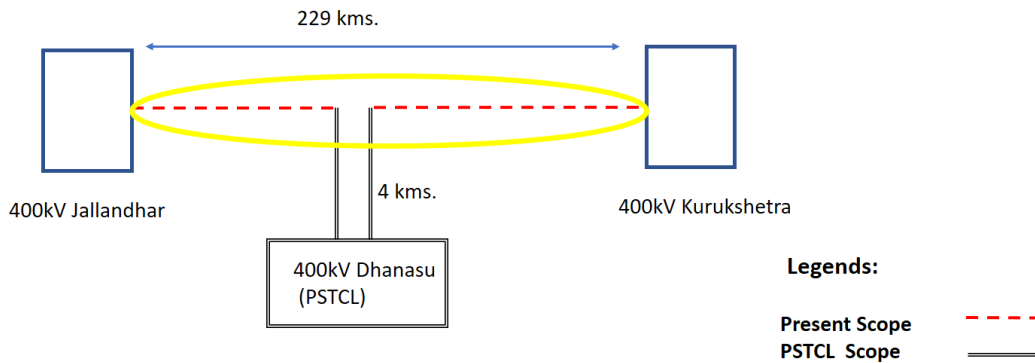 229 kms.
4 kms.
400kV Jallandhar
400kV Kurukshetra
400kV Dhanasu
(PSTCL)
Legends:
Present Scope
PSTCL Scope